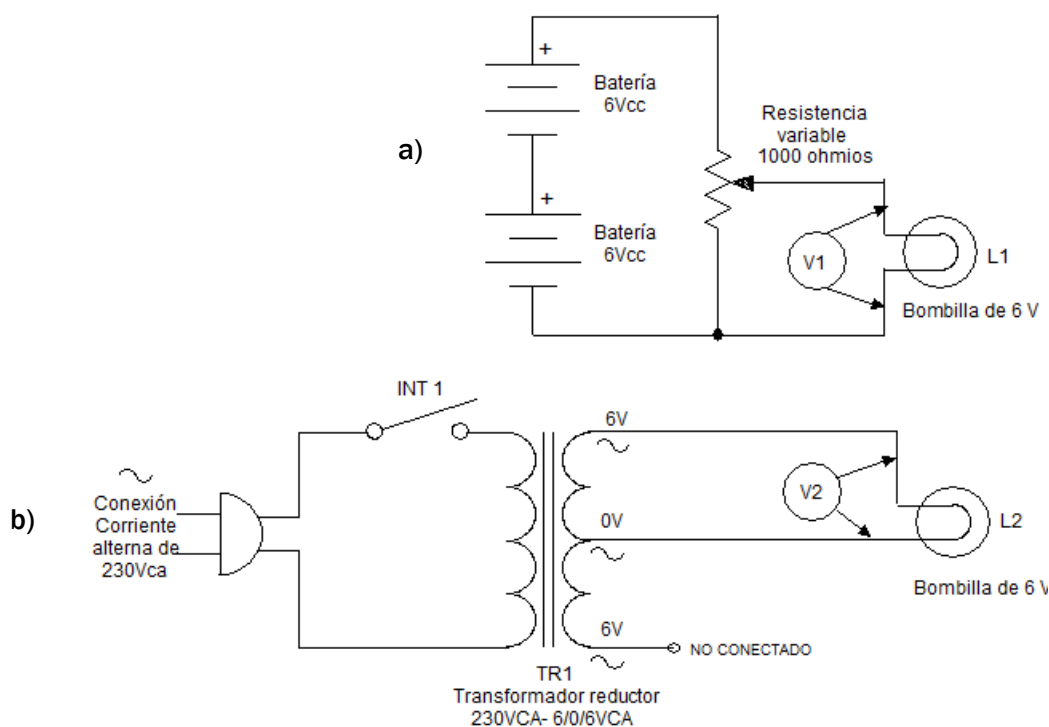 a)
+
Batería
6Vcc
+
Batería
6Vcc
Resistencia
variable
1000 ohmios
V1
L1
Bombilla de 6 V
b)
Conexión
Corriente
alterna de
230Vca
INT 1
6V
0V
6V
NO CONECTADO
V2
L2
Bombilla de 6 V
TR1
Transformador reductor
230VCA- 6/0/6VCA